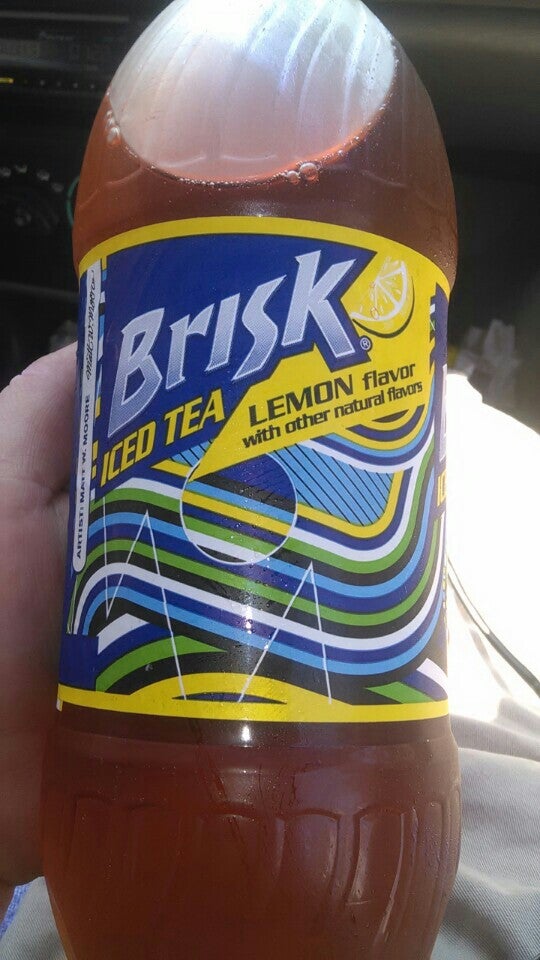 BRISK®
ICED TEA
LEMON flavor
with other natural flavors
ARTIST: MATT W. MOORE